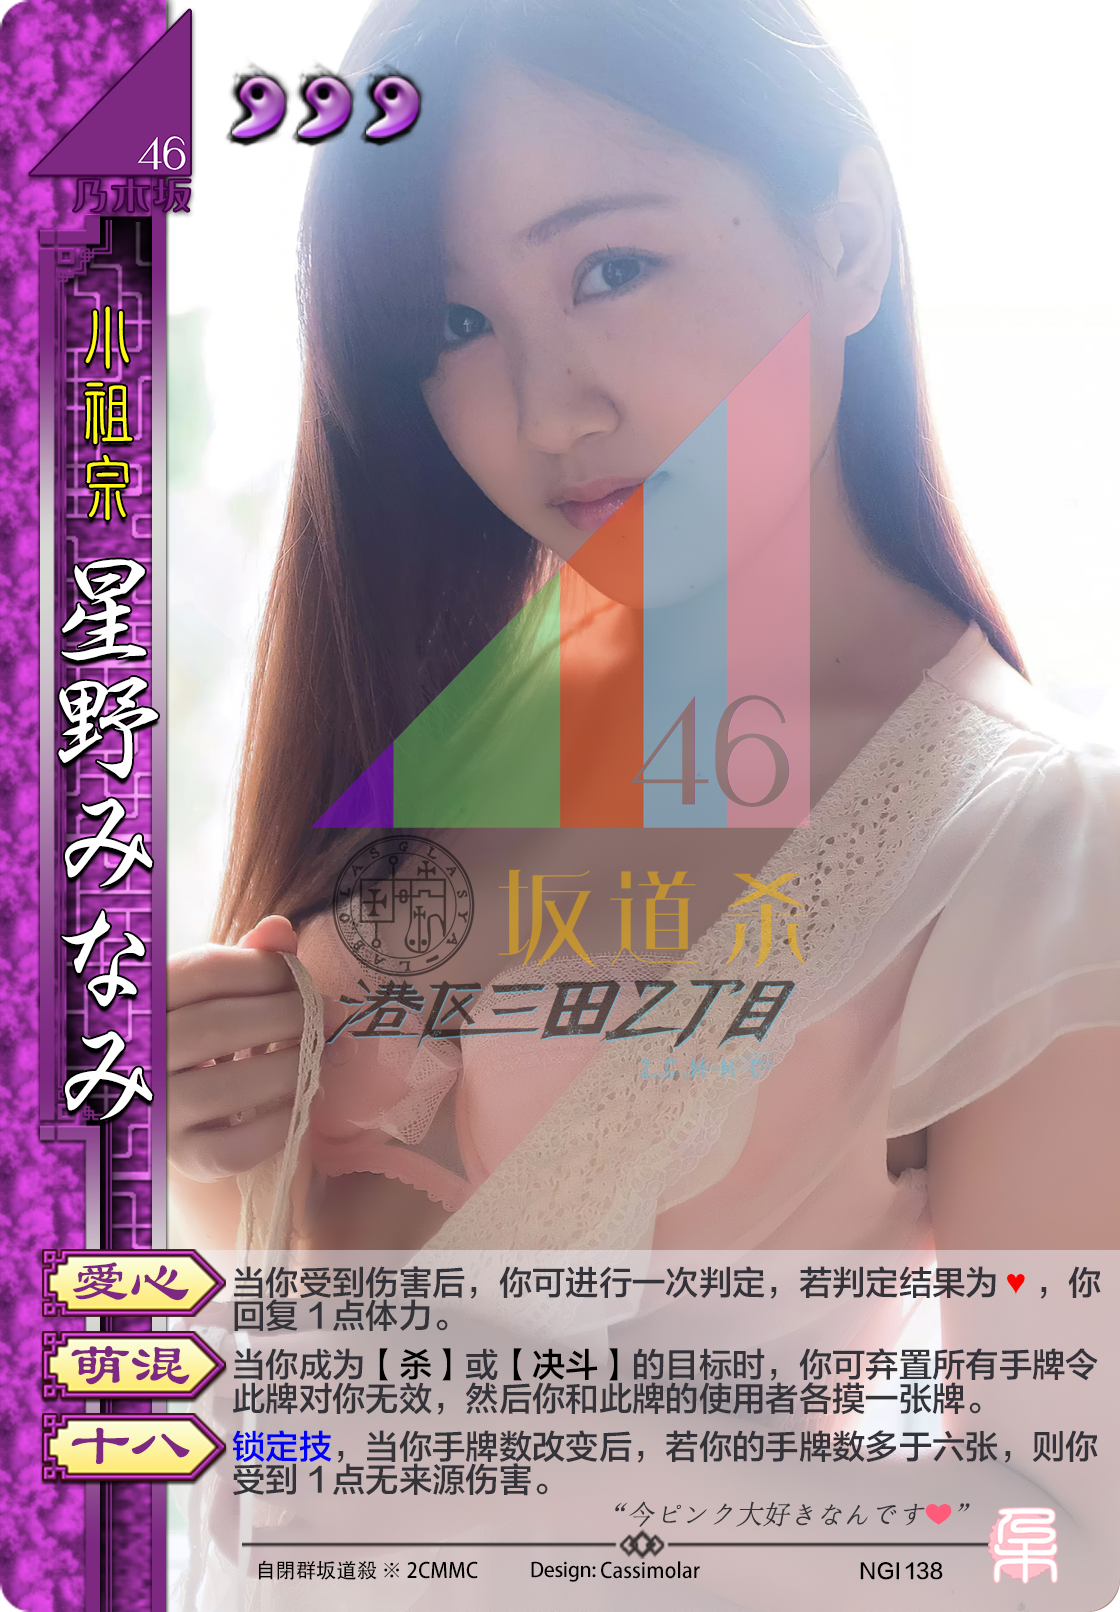 46
乃木坂
小祖宗
星野みなみ
46
坂道杀
港区三田2丁目
2CMMC
愛心
当你受到伤害后，你可进行一次判定，若判定结果为♥，你
回复1点体力。
萌混
当你成为【杀】或【决斗】的目标时，你可弃置所有手牌令
此牌对你无效，然后你和此牌的使用者各摸一张牌。
十八
锁定技，当你手牌数改变后，若你的手牌数多于六张，则你
受到1点无来源伤害。
“今ピンク大好きなんです♥”
自閉群坂道殺 ※ 2CMMC Design: Cassimolar NGI 138